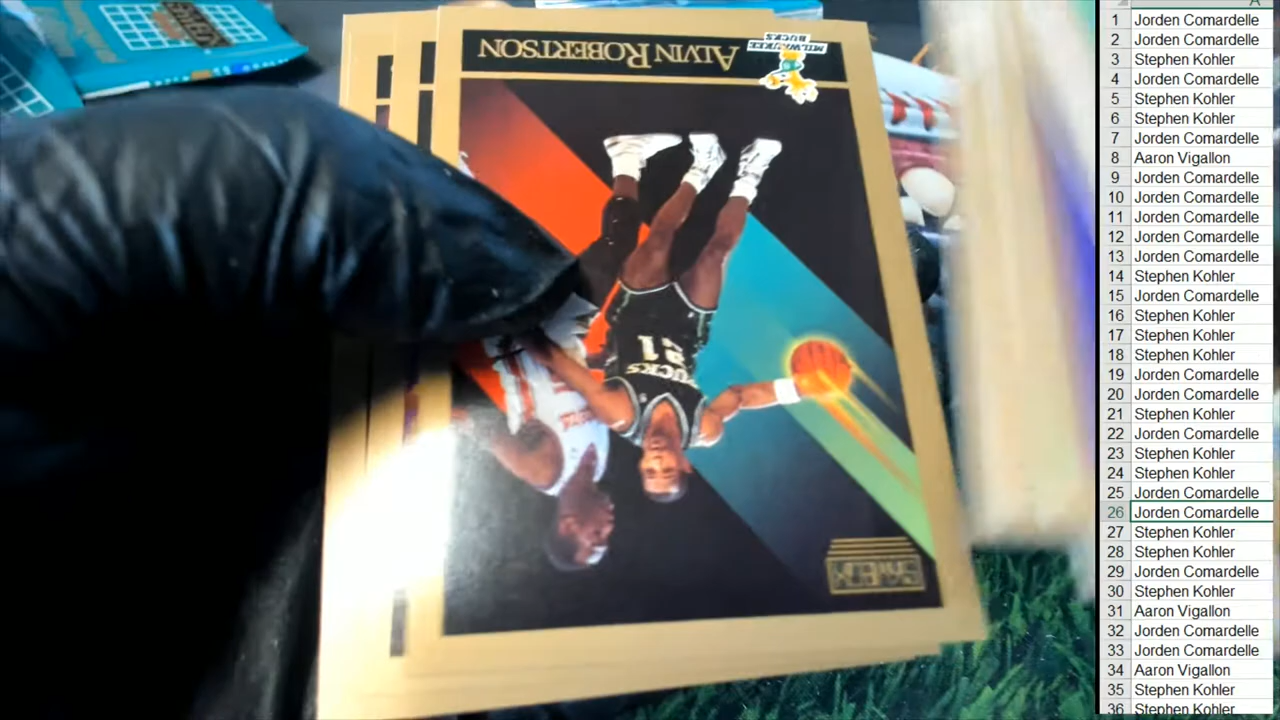 ALVIN ROBERTSON
MILWAUKEE
BUCKS
BUCKS
21
SKYBOX
A
1 Jorden Comardelle
2 Jorden Comardelle
3 Stephen Kohler
4 Jorden Comardelle
5 Stephen Kohler
6 Stephen Kohler
7 Jorden Comardelle
8 Aaron Vigallon
9 Jorden Comardelle
10 Jorden Comardelle
11 Jorden Comardelle
12 Jorden Comardelle
13 Jorden Comardelle
14 Stephen Kohler
15 Jorden Comardelle
16 Stephen Kohler
17 Stephen Kohler
18 Stephen Kohler
19 Jorden Comardelle
20 Jorden Comardelle
21 Stephen Kohler
22 Jorden Comardelle
23 Stephen Kohler
24 Stephen Kohler
25 Jorden Comardelle
26 Jorden Comardelle
27 Stephen Kohler
28 Stephen Kohler
29 Jorden Comardelle
30 Stephen Kohler
31 Aaron Vigallon
32 Jorden Comardelle
33 Jorden Comardelle
34 Aaron Vigallon
35 Stephen Kohler
36 Stephen Kohler